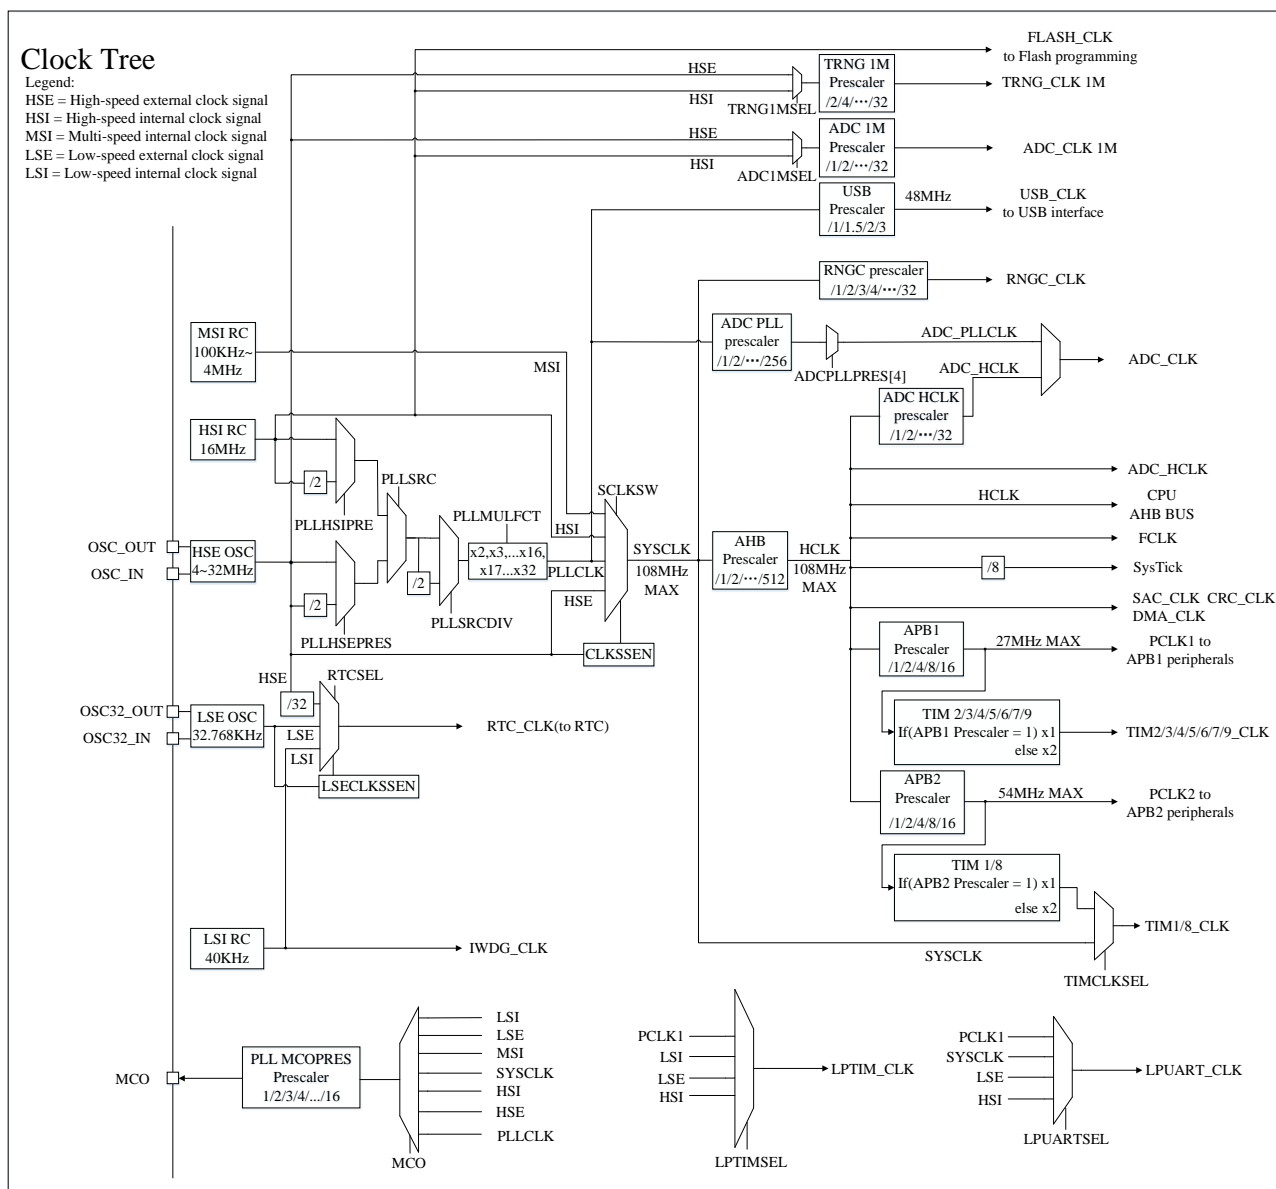 Clock Tree
Legend:
HSE = High-speed external clock signal
HSI = High-speed internal clock signal
MSI = Multi-speed internal clock signal
LSE = Low-speed external clock signal
LSI = Low-speed internal clock signal
FLASH_CLK
to Flash programming
HSE
HSI
TRNG1MSEL
TRNG 1M
Prescaler
/2/4/···/32
TRNG_CLK 1M
HSE
HSI
ADC1MSEL
ADC 1M
Prescaler
/1/2/···/32
ADC_CLK 1M
USB
Prescaler
/1/1.5/2/3
48MHz
USB_CLK
to USB interface
RNGC prescaler
/1/2/3/4/···/32
RNGC_CLK
MSI RC
100KHz~
4MHz
MSI
ADC PLL
prescaler
/1/2/···/256
ADCPLLPRES[4]
ADC_PLLCLK
ADC_HCLK
ADC_CLK
ADC HCLK
prescaler
/1/2/···/32
HSI RC
16MHz
/2
PLLHSIPRE
PLLSRC
PLLMULFCT
SCLKSW
HSI
ADC_HCLK
HCLK
CPU
AHB BUS
FCLK
OSC_OUT
OSC_IN
HSE OSC
4~32MHz
/2
PLLHSEPRES
/2
PLLSRCDIV
x2,x3,...x16,
x17...x32
PLLCLK
HSE
CLKSSEN
SYSCLK
108MHz
MAX
AHB
Prescaler
/1/2/···/512
HCLK
108MHz
MAX
/8
SysTick
SAC_CLK CRC_CLK
DMA_CLK
APB1
Prescaler
/1/2/4/8/16
27MHz MAX
PCLK1 to
APB1 peripherals
HSE
/32
RTCSEL
OSC32_OUT
OSC32_IN
LSE OSC
32.768KHz
LSE
LSI
RTC_CLK(to RTC)
LSECLKSSEN
TIM 2/3/4/5/6/7/9
If(APB1 Prescaler = 1) x1
else x2
TIM2/3/4/5/6/7/9_CLK
APB2
Prescaler
/1/2/4/8/16
54MHz MAX
PCLK2 to
APB2 peripherals
TIM 1/8
If(APB2 Prescaler = 1) x1
else x2
TIM1/8_CLK
SYSCLK
TIMCLKSEL
LSI RC
40KHz
IWDG_CLK
MCO
PLL MCOPRES
Prescaler
1/2/3/4/.../16
LSI
LSE
MSI
SYSCLK
HSI
HSE
PLLCLK
MCO
PCLK1
LSI
LSE
HSI
LPTIM_CLK
LPTIMSEL
PCLK1
SYSCLK
LSE
HSI
LPUART_CLK
LPUARTSEL